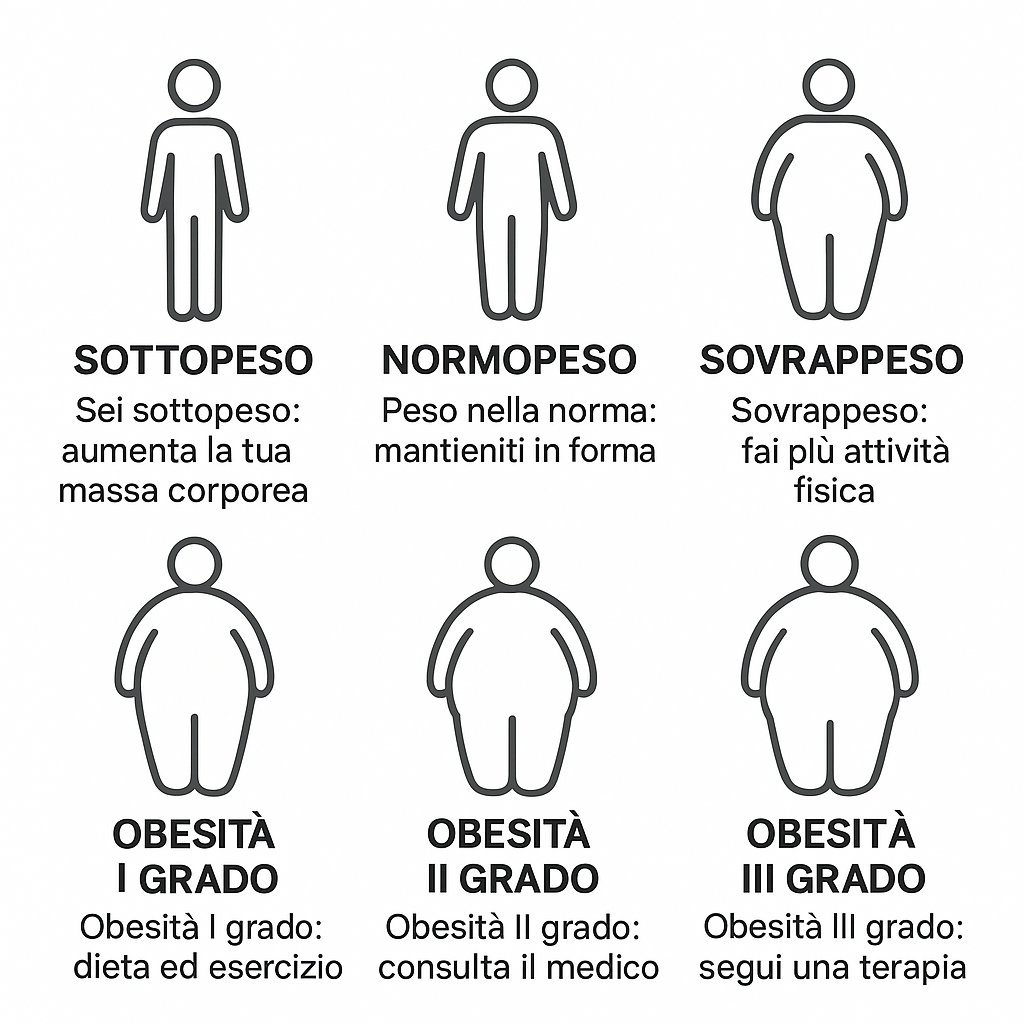 SOTTOPESO
Sei sottopeso:
aumenta la tua
massa corporea
NORMOPESO
Peso nella norma:
mantieniti in forma
SOVRAPPESO
Sovrappeso:
fai plù attività
fisica
OBESITÀ
I GRADO
Obesità I grado:
dieta ed esercizio
OBESITÀ
II GRADO
Obesità II grado:
consulta il medico
OBESITÀ
III GRADO
Obesità III grado:
segui una terapia